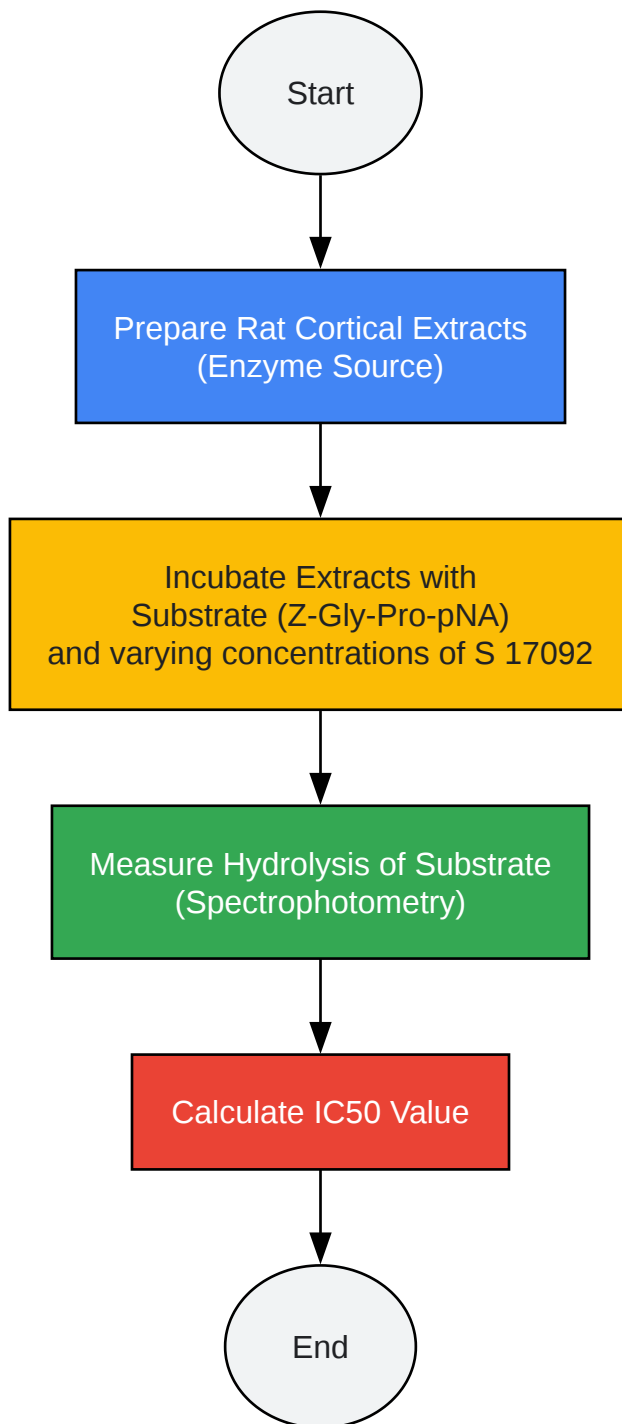 Start
Prepare Rat Cortical Extracts
(Enzyme Source)
Incubate Extracts with
Substrate (Z-Gly-Pro-pNA)
and varying concentrations of S 17092
Measure Hydrolysis of Substrate
(Spectrophotometry)
Calculate IC50 Value
End